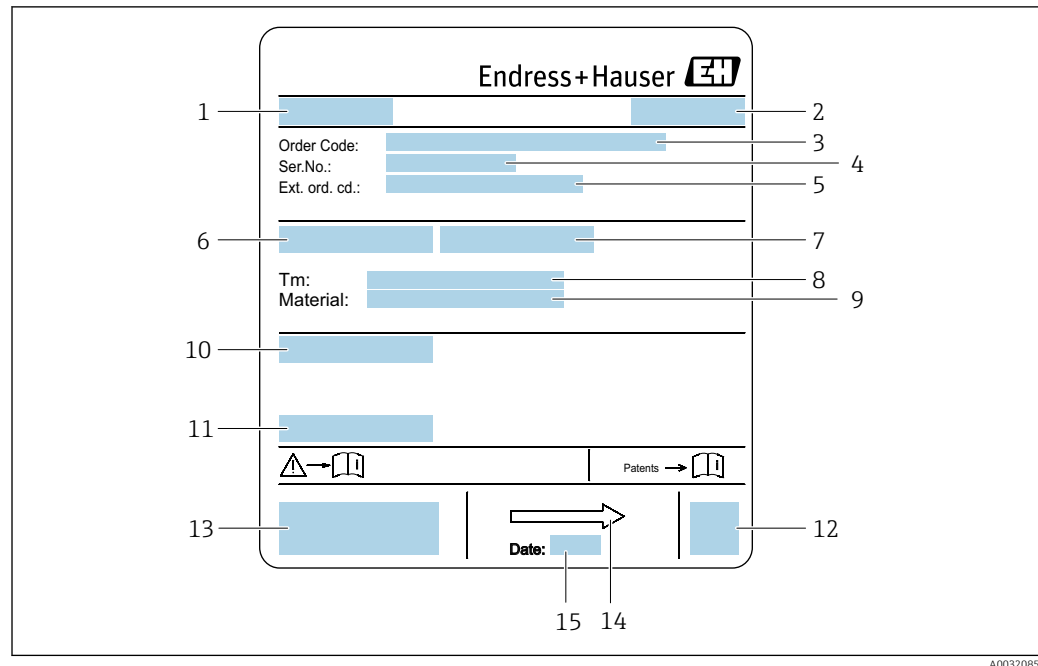 Endress+Hauser EH
1 2
Order Code: 3
Ser.No.: 4
Ext. ord. cd.: 5
6 7
Tm: 8
Material: 9
10
11
Patents
13 12
Date:
15 14
A0032085